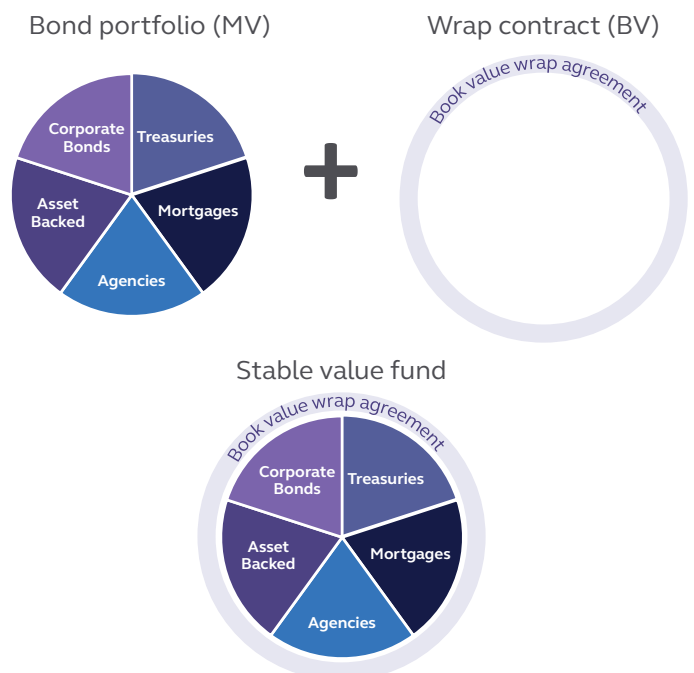 Bond portfolio (MV)
Corporate
Bonds
Treasuries
Asset
Backed
Mortgages
Agencies
+
Wrap contract (BV)
Book value wrap agreement
Stable value fund
Book value wrap agreement
Corporate
Bonds
Treasuries
Asset
Backed
Mortgages
Agencies